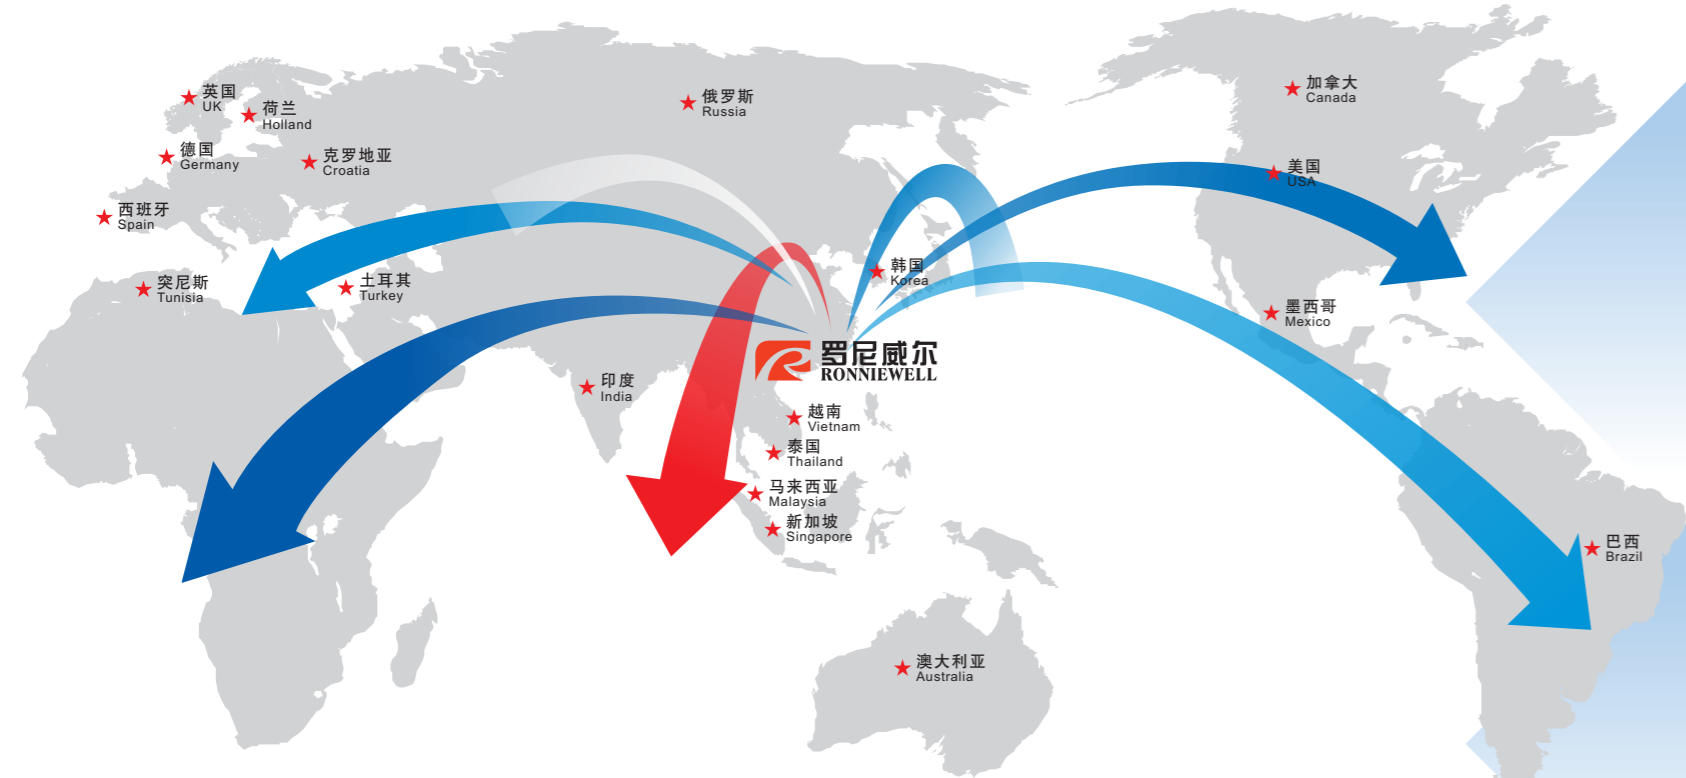 英国
UK
荷兰
Holland
德国
Germany
克罗地亚
Croatia
西班牙
Spain
突尼斯
Tunisia
土耳其
Turkey
俄罗斯
Russia
韩国
Korea
罗尼威尔
RONNIEWELL
印度
India
越南
Vietnam
泰国
Thailand
马来西亚
Malaysia
新加坡
Singapore
澳大利亚
Australia
加拿大
Canada
美国
USA
墨西哥
Mexico
巴西
Brazil